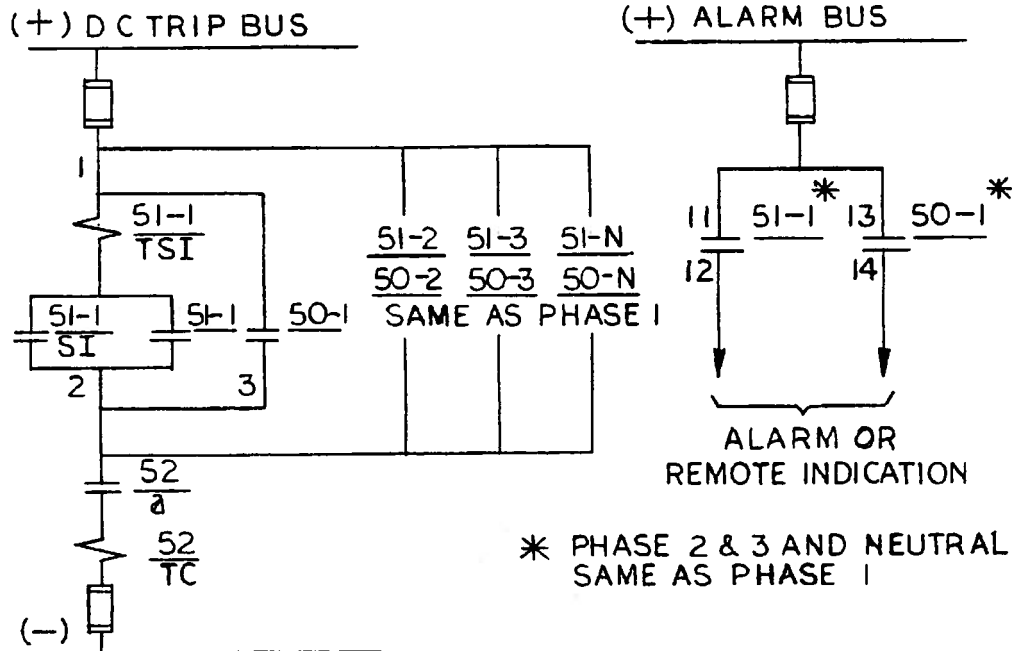 (+) DC TRIP BUS
1
51-1
TSI
51-1
SI
51-1
50-1
2
3
51-2
50-2
51-3
50-3
51-N
50-N
SAME AS PHASE 1
52
a
52
TC
(-)
(+) ALARM BUS
11
51-1*
12
13
50-1*
14
ALARM OR
REMOTE INDICATION
* PHASE 2 & 3 AND NEUTRAL
SAME AS PHASE 1